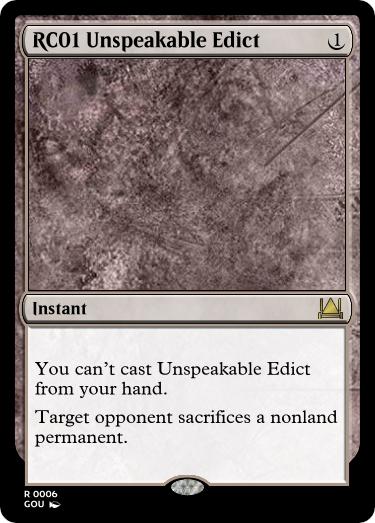 RC01 Unspeakable Edict 1
Instant
You can't cast Unspeakable Edict
from your hand.
Target opponent sacrifices a nonland
permanent.
R 0006
GOU